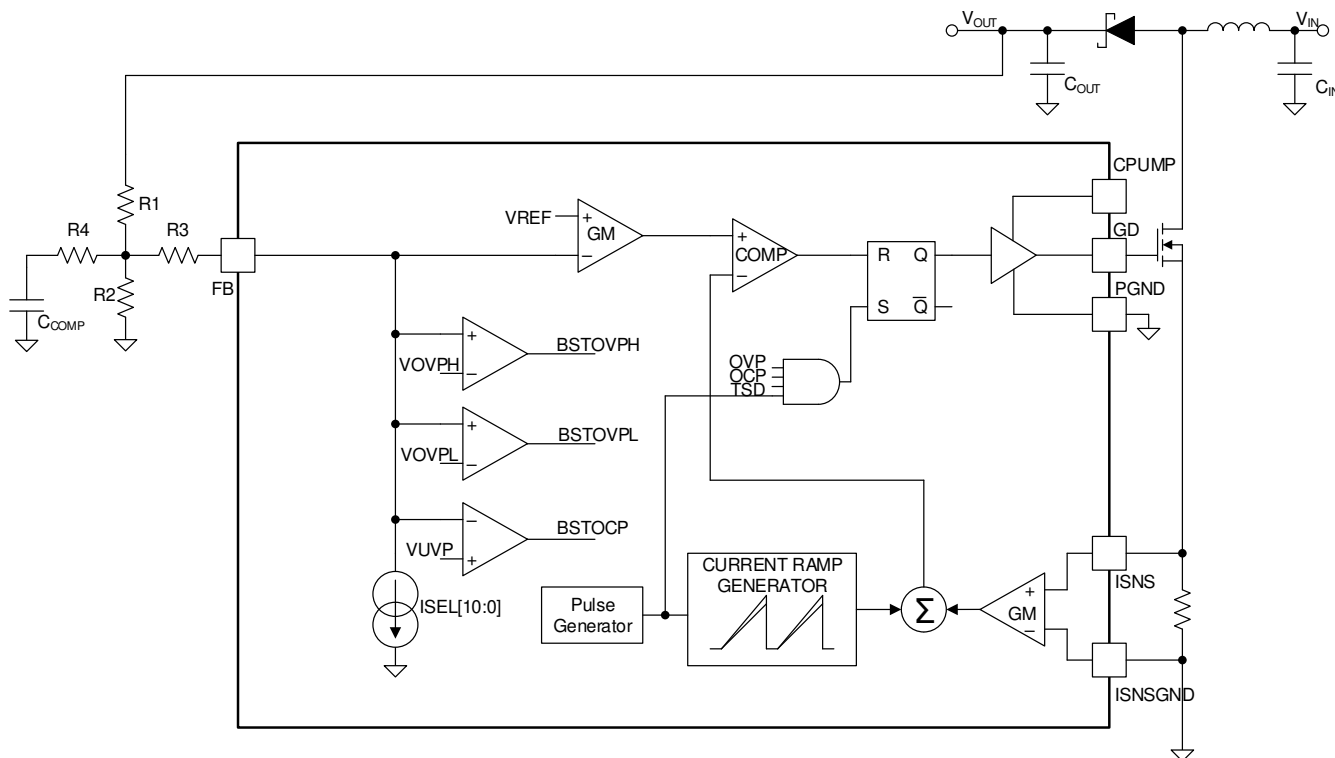 VOUT
VIN
COUT
CIN
CPUMP
R1
R4
R3
VREF
+
GM
−
+
COMP
−
R
Q
S
Q̅
GD
FB
R2
PGND
CCOMP
+
VOVPH
−
BSTOVPH
OVP
OCP
TSD
+
VOVPL
−
BSTOVPL
−
VUVP
+
BSTOCP
ISEL[10:0]
Pulse
Generator
CURRENT RAMP
GENERATOR
Σ
+
GM
−
ISNS
ISNSGND